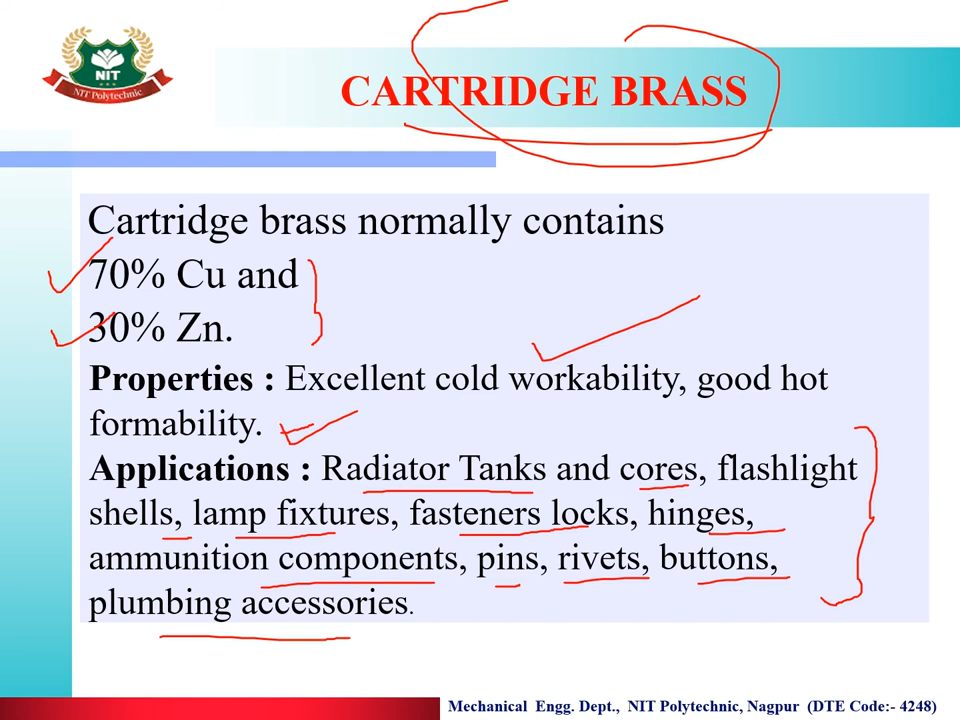 NIT
NIT Polytechnic
CARTRIDGE BRASS
Cartridge brass normally contains
70% Cu and
30% Zn.
Properties : Excellent cold workability, good hot
formability.
Applications : Radiator Tanks and cores, flashlight
shells, lamp fixtures, fasteners locks, hinges,
ammunition components, pins, rivets, buttons,
plumbing accessories.
Mechanical Engg. Dept., NIT Polytechnic, Nagpur (DTE Code:- 4248)